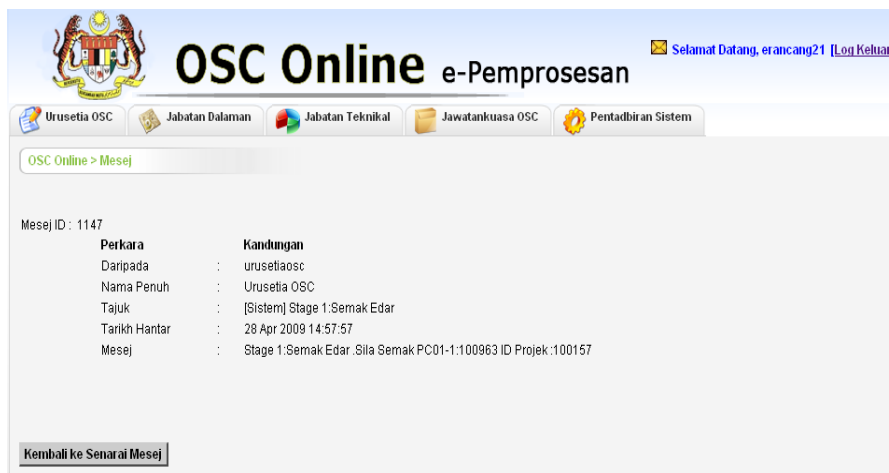 OSC Online e-Pemprosesan
Selamat Datang, erancang21 [Log Keluar
Urusetia OSC Jabatan Dalaman Jabatan Teknikal Jawatankuasa OSC Pentadbiran Sistem
OSC Online > Mesej
Mesej ID : 1147
Perkara Kandungan
Daripada : urusetiaosc
Nama Penuh : Urusetia OSC
Tajuk : [Sistem] Stage 1:Semak Edar
Tarikh Hantar : 28 Apr 2009 14:57:57
Mesej : Stage 1:Semak Edar .Sila Semak PC01-1:100963 ID Projek :100157
Kembali ke Senarai Mesej